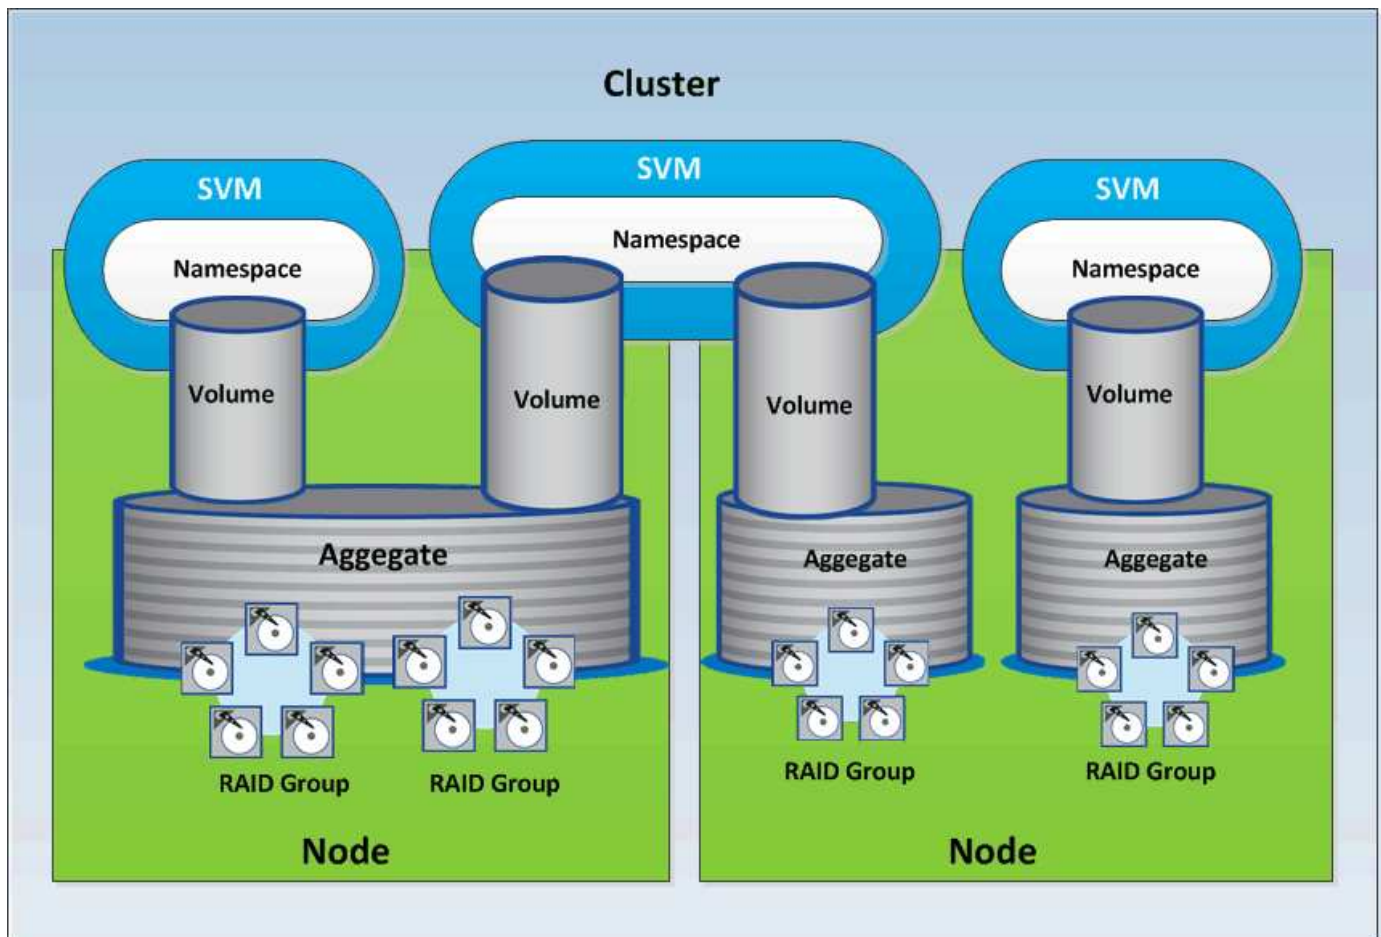 Cluster
SVM
SVM
SVM
Namespace
Namespace
Namespace
Volume
Volume
Volume
Volume
Aggegate
Aggegate
Aggegate
RAID Group
RAID Group
RAID Group
RAID Group
Node
Node